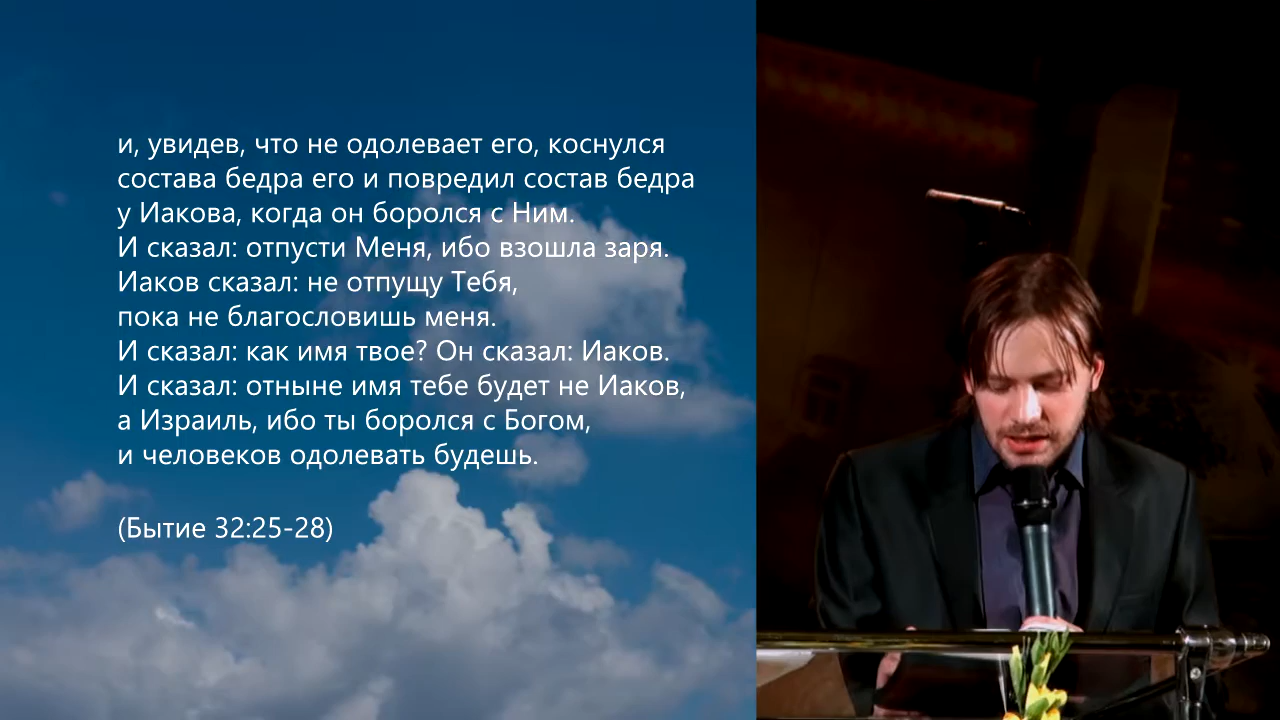 и, увидев, что не одолевает его, коснулся
состава бедра его и повредил состав бедра
у Иакова, когда он боролся с Ним.
И сказал: отпусти Меня, ибо взошла заря.
Иаков сказал: не отпущу Тебя,
пока не благословишь меня.
И сказал: как имя твое? Он сказал: Иаков.
И сказал: отныне имя тебе будет не Иаков,
а Израиль, ибо ты боролся с Богом,
и человеков одолевать будешь.
(Бытие 32:25-28)